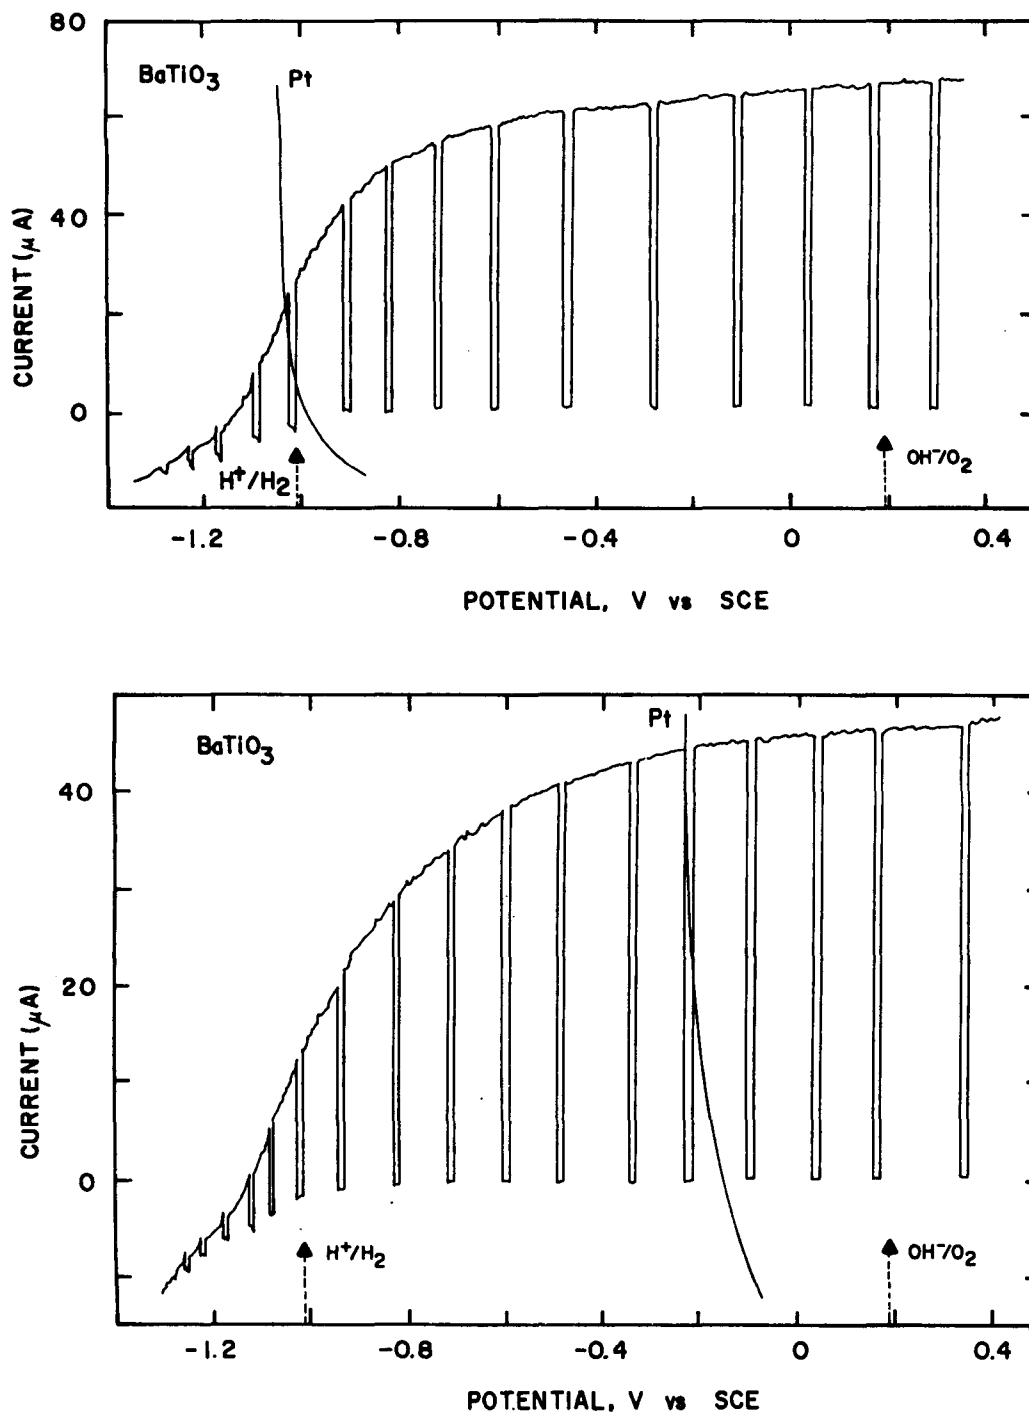 80
BaTiO3
Pt
40
CURRENT (μA)
0
H+/H2
OH-/O2
-1.2
-0.8
-0.4
0
0.4
POTENTIAL, V vs SCE
Pt
BaTiO3
40
20
CURRENT (μA)
0
H+/H2
OH-/O2
-1.2
-0.8
-0.4
0
0.4
POTENTIAL, V vs SCE